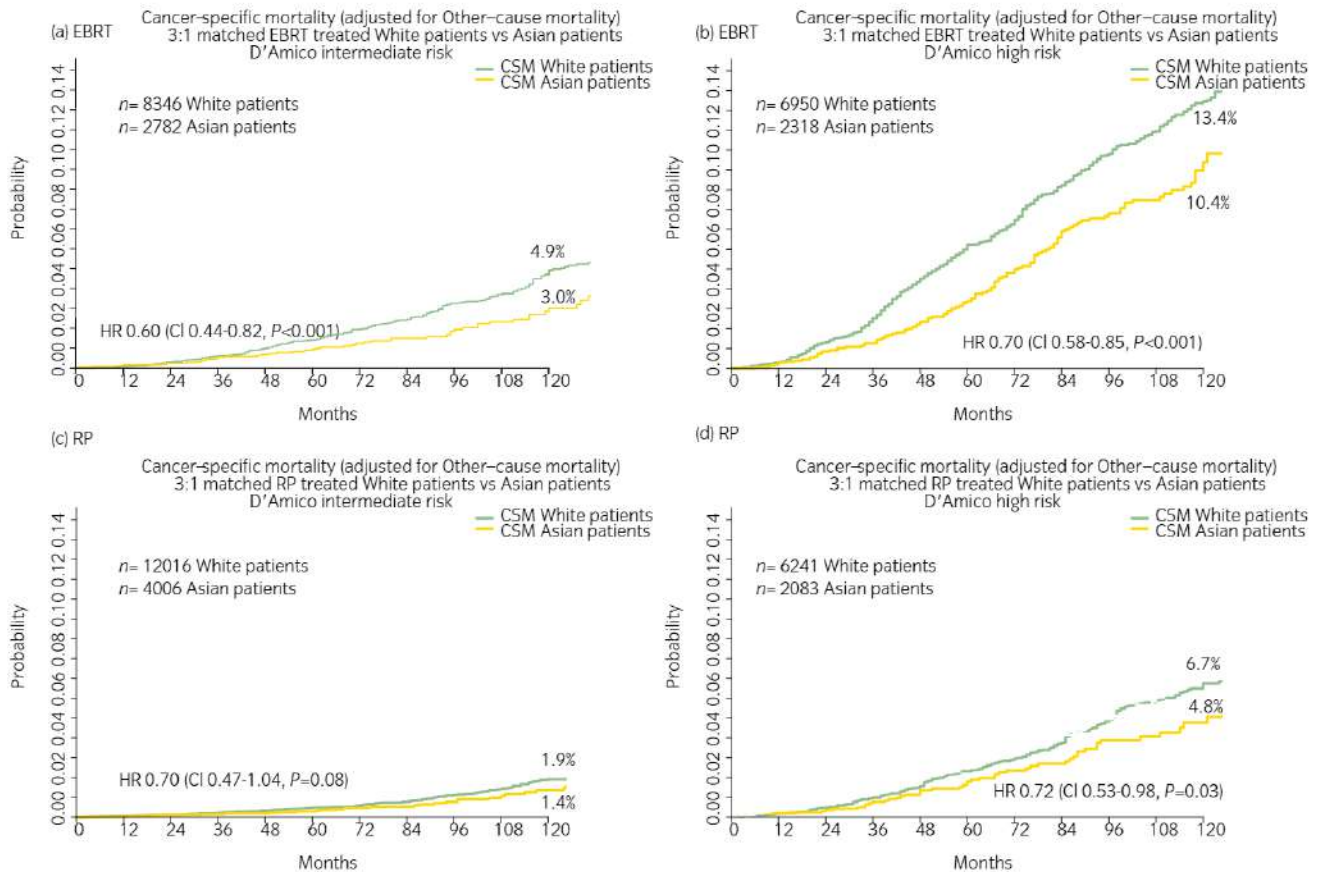 (a) EBRT
Cancer-specific mortality (adjusted for Other-cause mortality)
3:1 matched EBRT treated White patients vs Asian patients
D'Amico intermediate risk
CSM White patients
CSM Asian patients
n= 8346 White patients
n= 2782 Asian patients
4.9%
3.0%
HR 0.60 (CI 0.44-0.82, P<0.001)
Probability
0.00 0.02 0.04 0.06 0.08 0.10 0.12 0.14
0 12 24 36 48 60 72 84 96 108 120
Months
(b) EBRT
Cancer-specific mortality (adjusted for Other-cause mortality)
3:1 matched EBRT treated White patients vs Asian patients
D'Amico high risk
CSM White patients
CSM Asian patients
n= 6950 White patients
n= 2318 Asian patients
13.4%
10.4%
HR 0.70 (CI 0.58-0.85, P<0.001)
Probability
0.00 0.02 0.04 0.06 0.08 0.10 0.12 0.14
0 12 24 36 48 60 72 84 96 108 120
Months
(c) RP
Cancer-specific mortality (adjusted for Other-cause mortality)
3:1 matched RP treated White patients vs Asian patients
D'Amico intermediate risk
CSM White patients
CSM Asian patients
n= 12016 White patients
n= 4006 Asian patients
1.9%
HR 0.70 (CI 0.47-1.04, P=0.08)
1.4%
Probability
0.00 0.02 0.04 0.06 0.08 0.10 0.12 0.14
0 12 24 36 48 60 72 84 96 108 120
Months
(d) RP
Cancer-specific mortality (adjusted for Other-cause mortality)
3:1 matched RP treated White patients vs Asian patients
D'Amico high risk
CSM White patients
CSM Asian patients
n= 6241 White patients
n= 2083 Asian patients
6.7%
4.8%
HR 0.72 (CI 0.53-0.98, P=0.03)
Probability
0.00 0.02 0.04 0.06 0.08 0.10 0.12 0.14
0 12 24 36 48 60 72 84 96 108 120
Months